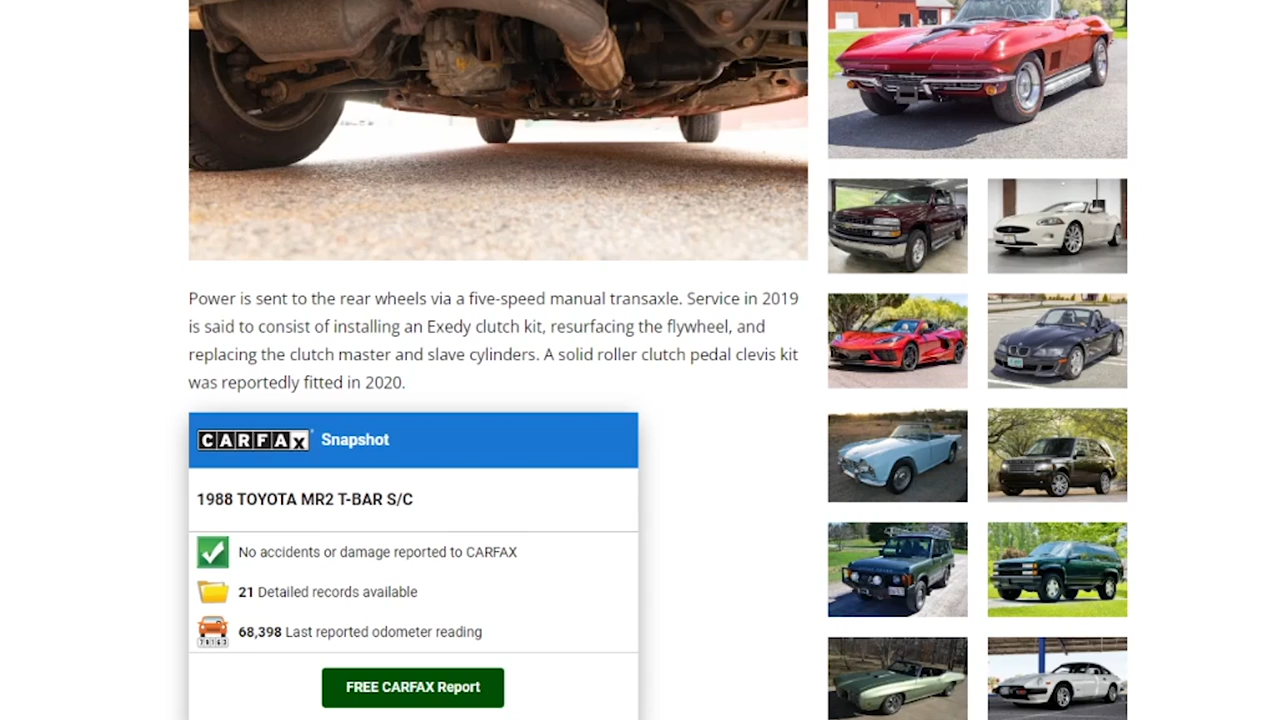 Power is sent to the rear wheels via a five-speed manual transaxle. Service in 2019
is said to consist of installing an Exedy clutch kit, resurfacing the flywheel, and
replacing the clutch master and slave cylinders. A solid roller clutch pedal clevis kit
was reportedly fitted in 2020.
CARFAX Snapshot
1988 TOYOTA MR2 T-BAR S/C
No accidents or damage reported to CARFAX
21 Detailed records available
68,398 Last reported odometer reading
FREE CARFAX Report